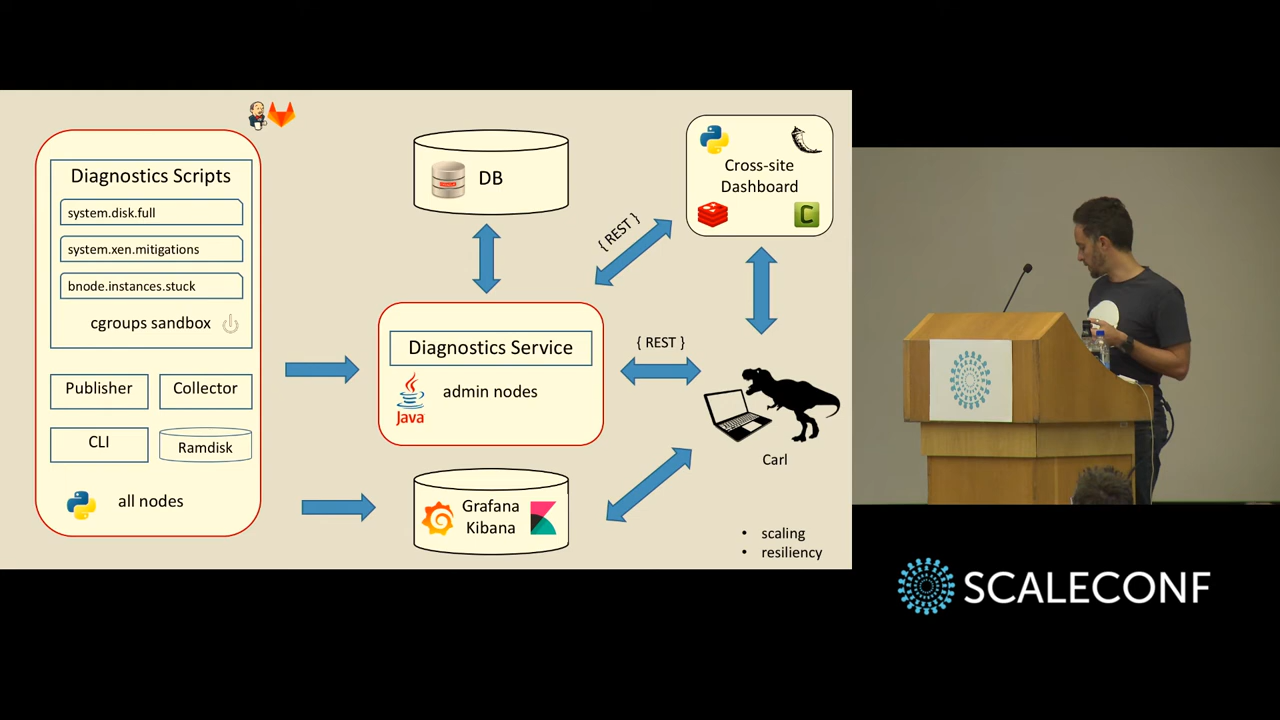 Diagnostics Scripts
system.disk.full
system.xen.mitigations
bnode.instances.stuck
cgroups sandbox
Publisher
Collector
CLI
Ramdisk
all nodes
DB
Diagnostics Service
Java
admin nodes
Grafana
Kibana
{ REST }
Cross-site
Dashboard
C
{ REST }
Carl
• scaling
• resiliency
SCALECONF